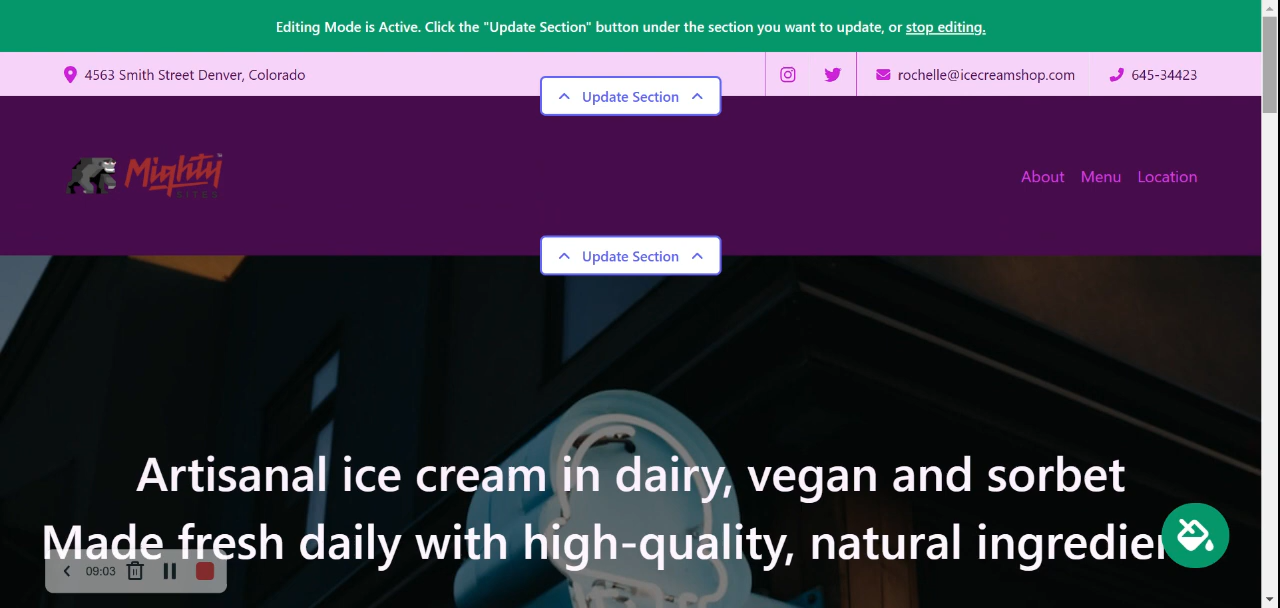 Editing Mode is Active. Click the "Update Section" button under the section you want to update, or stop editing.
4563 Smith Street Denver, Colorado
rochelle@icecreamshop.com
645-34423
Update Section
Mighty
SITES
About Menu Location
Update Section
Artisanal ice cream in dairy, vegan and sorbet
Made fresh daily with high-quality, natural
09:03